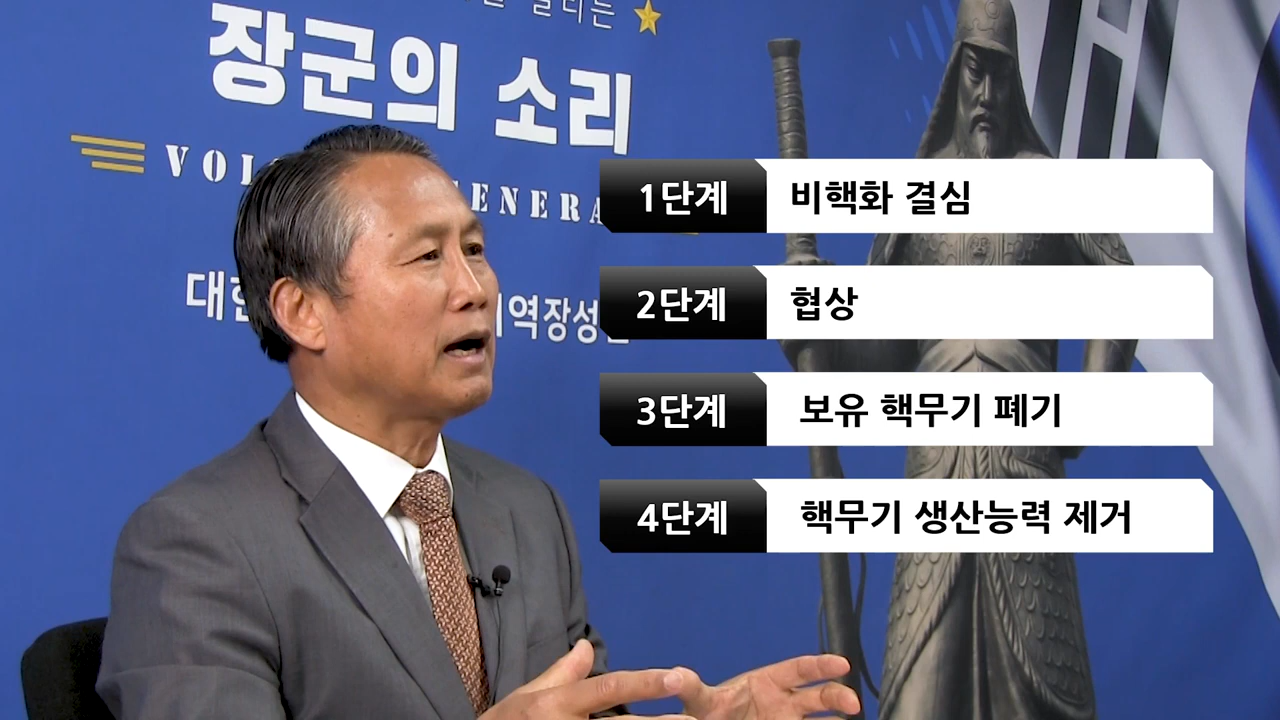 장군의 소리
1단계 비핵화 결심
2단계 협상
3단계 보유 핵무기 폐기
4단계 핵무기 생산능력 제거